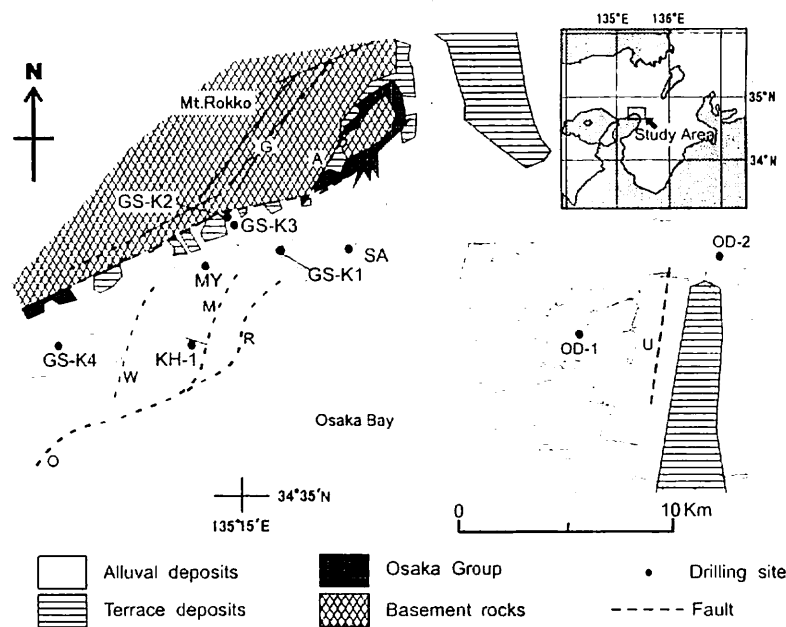 N
Mt.Rokko
G
A
GS-K2
GS-K3
GS-K1
SA
MY
M
R
W
GS-K4
KH-1
O
Osaka Bay
OD-2
OD-1
U
135°E 136°E
35°N
34°N
Study Area
34°35′N
135°15′E
0 10 Km
Alluval deposits
Terrace deposits
Osaka Group
Basement rocks
Drilling site
Fault